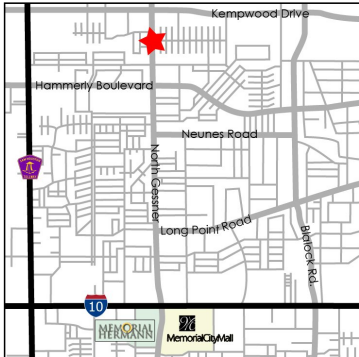 Kempwood Drive
Hammerly Boulevard
Neunes Road
North Gessner
Long Point Road
Blalock Rd.
10
MEMORIAL
HERMANN
MemorialCityMall